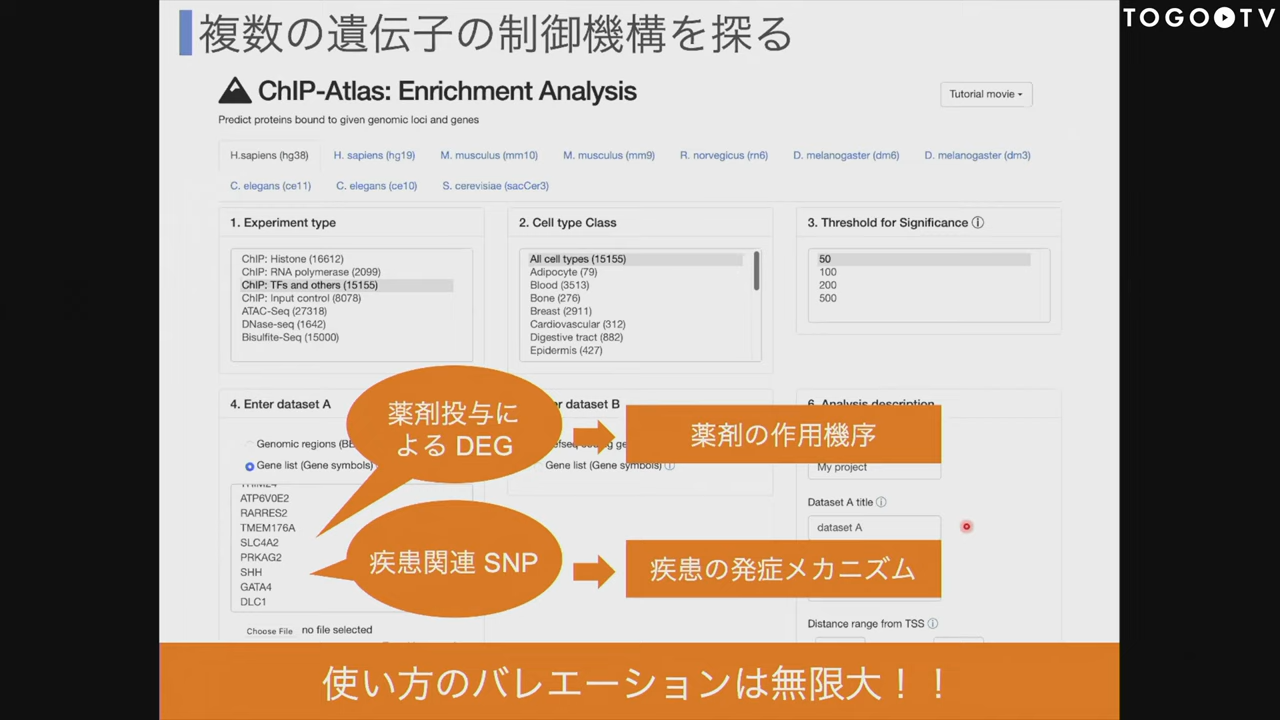 TOGO TV
複数の遺伝子の制御機構を探る
ChIP-Atlas: Enrichment Analysis
Tutorial movie
Predict proteins bound to given genomic loci and genes
H.sapiens (hg38)
H. sapiens (hg19)
M. musculus (mm10)
M. musculus (mm9)
R. norvegicus (rn6)
D. melanogaster (dm6)
D. melanogaster (dm3)
C. elegans (ce11)
C. elegans (ce10)
S. cerevisiae (sacCer3)
1. Experiment type
ChIP: Histone (16612)
ChIP: RNA polymerase (2099)
ChIP: TFs and others (15155)
ChIP: Input control (8078)
ATAC-Seq (27318)
DNase-seq (1642)
Bisulfite-Seq (15000)
2. Cell type Class
All cell types (15155)
Adipocyte (79)
Blood (3513)
Bone (276)
Breast (2911)
Cardiovascular (312)
Digestive tract (882)
Epidermis (427)
3. Threshold for Significance
50
100
200
500
4. Enter dataset A
Genomic regions (BE
Gene list (Gene symbols)
ATP6V0E2
RARRES2
TMEM176A
SLC4A2
PRKAG2
SHH
GATA4
DLC1
Choose File no file selected
薬剤投与に
よる DEG
疾患関連 SNP
dataset B
Gene list (Gene symbols)
薬剤の作用機序
疾患の発症メカニズム
6. Analysis description
My project
Dataset A title
dataset A
Distance range from TSS
使い方のバレエーションは無限大！！